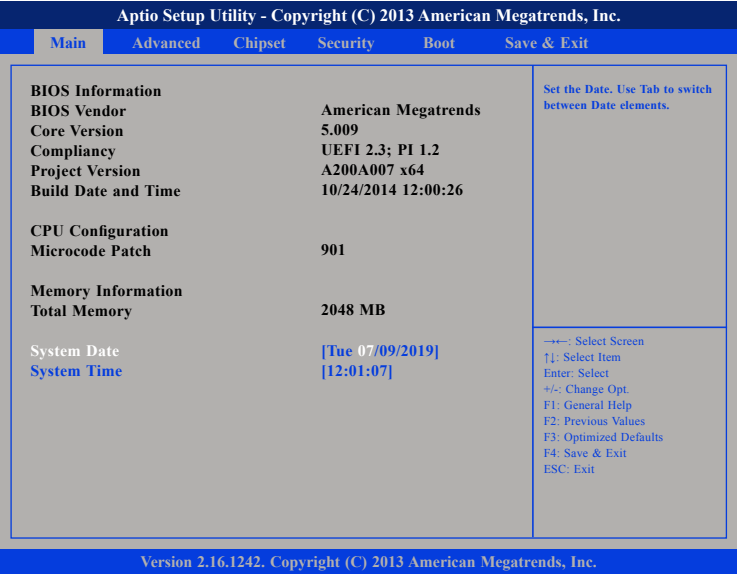 Aptio Setup Utility - Copyright (C) 2013 American Megatrends, Inc.
Main Advanced Chipset Security Boot Save & Exit
BIOS Information
BIOS Vendor American Megatrends
Core Version 5.009
Compliancy UEFI 2.3; PI 1.2
Project Version A200A007 x64
Build Date and Time 10/24/2014 12:00:26
CPU Configuration
Microcode Patch 901
Memory Information
Total Memory 2048 MB
System Date [Tue 07/09/2019]
System Time [12:01:07]
Set the Date. Use Tab to switch
between Date elements.
→←: Select Screen
↑↓: Select Item
Enter: Select
+/-: Change Opt.
F1: General Help
F2: Previous Values
F3: Optimized Defaults
F4: Save & Exit
ESC: Exit
Version 2.16.1242. Copyright (C) 2013 American Megatrends, Inc.